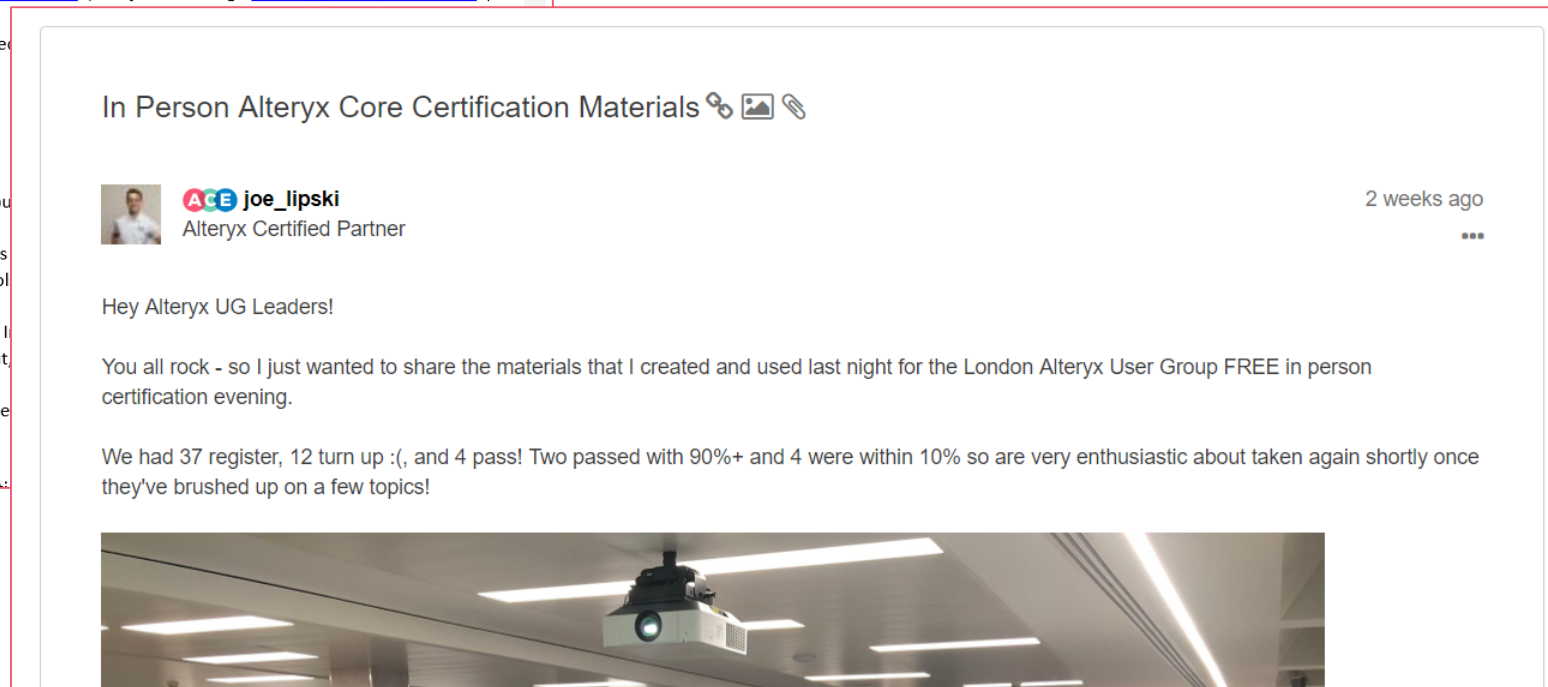 In Person Alteryx Core Certification Materials
ACE joe_lipski
2 weeks ago
Alteryx Certified Partner
Hey Alteryx UG Leaders!
You all rock - so I just wanted to share the materials that I created and used last night for the London Alteryx User Group FREE in person
certification evening.
We had 37 register, 12 turn up :(, and 4 pass! Two passed with 90%+ and 4 were within 10% so are very enthusiastic about taken again shortly once
they've brushed up on a few topics!